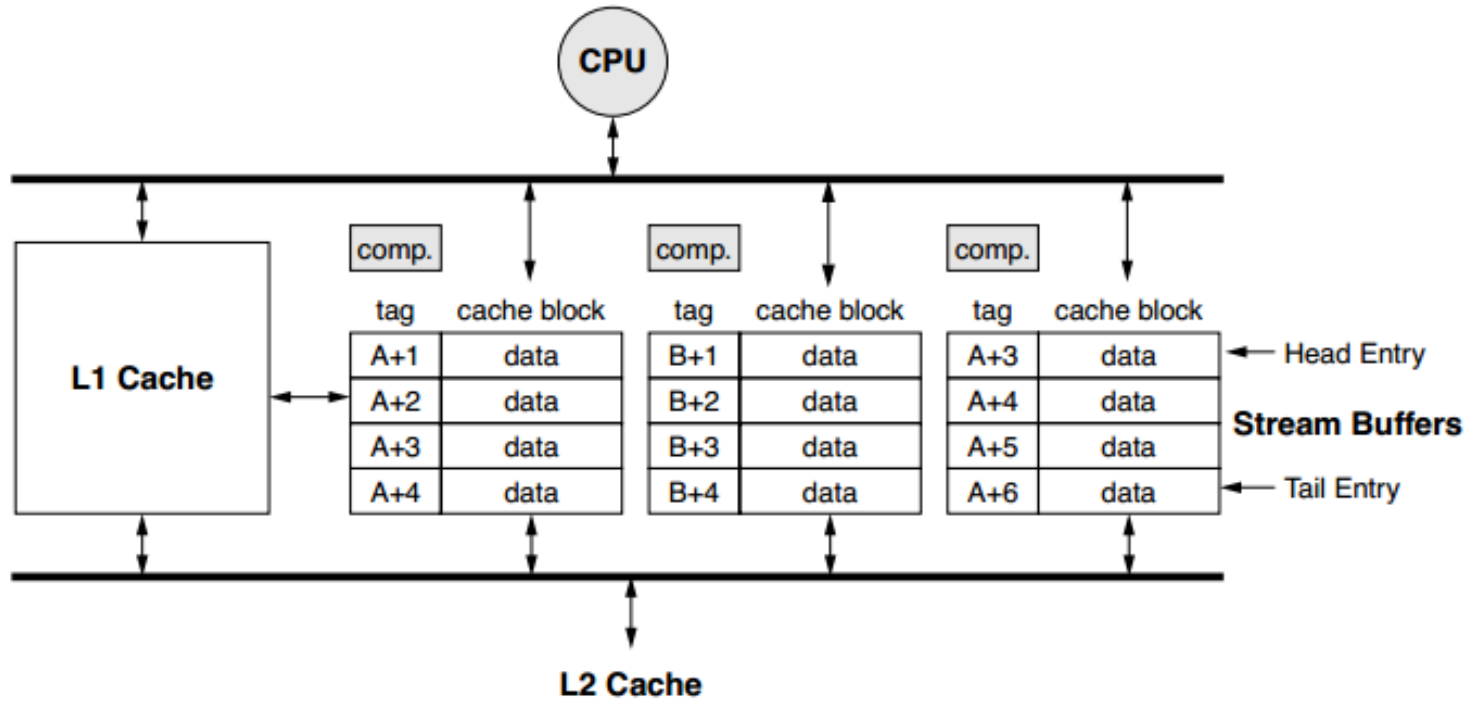 CPU
comp. comp. comp.
tag cache block tag cache block tag cache block
A+1 data B+1 data A+3 data Head Entry
L1 Cache
A+2 data B+2 data A+4 data
Stream Buffers
A+3 data B+3 data A+5 data
A+4 data B+4 data A+6 data Tail Entry
L2 Cache